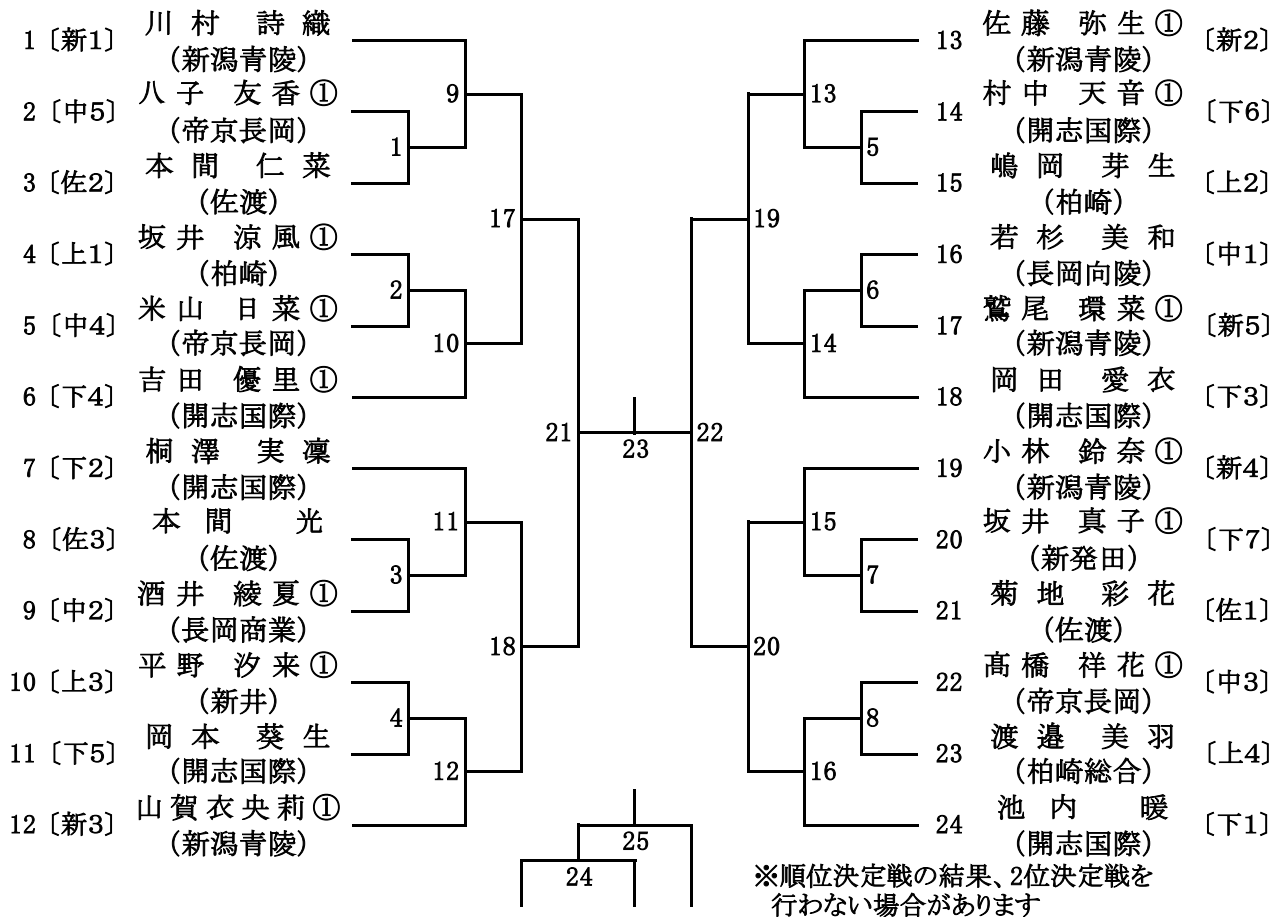 1〔新1〕 川村 詩織
(新潟青陵)
2〔中5〕 八子 友香①
(帝京長岡)
3〔佐2〕 本間 仁菜
(佐渡)
4〔上1〕 坂井 涼風①
(柏崎)
5〔中4〕 米山 日菜①
(帝京長岡)
6〔下4〕 吉田 優里①
(開志国際)
7〔下2〕 桐澤 実凜
(開志国際)
8〔佐3〕 本間 光
(佐渡)
9〔中2〕 酒井 綾夏①
(長岡商業)
10〔上3〕 平野 汐来①
(新井)
11〔下5〕 岡本 葵生
(開志国際)
12〔新3〕 山賀衣央莉①
(新潟青陵)
9
1
17
2
10
21
11
3
18
4
12
23
22
25
24
13
5
19
6
14
15
7
20
8
16
13 佐藤 弥生①〔新2〕
(新潟青陵)
14 村中 天音①〔下6〕
(開志国際)
15 嶋岡 芽生〔上2〕
(柏崎)
16 若杉 美和〔中1〕
(長岡向陵)
17 鷲尾 環菜①〔新5〕
(新潟青陵)
18 岡田 愛衣〔下3〕
(開志国際)
19 小林 鈴奈①〔新4〕
(新潟青陵)
20 坂井 真子①〔下7〕
(新発田)
21 菊地 彩花〔佐1〕
(佐渡)
22 髙橋 祥花①〔中3〕
(帝京長岡)
23 渡邉 美羽〔上4〕
(柏崎総合)
24 池内 暖〔下1〕
(開志国際)
※順位決定戦の結果、2位決定戦を
行わない場合があります